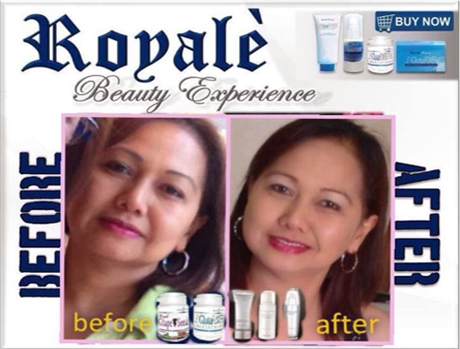 Royalè
BUY NOW
Beauty Experience
BEFORE
AFTER
before
after